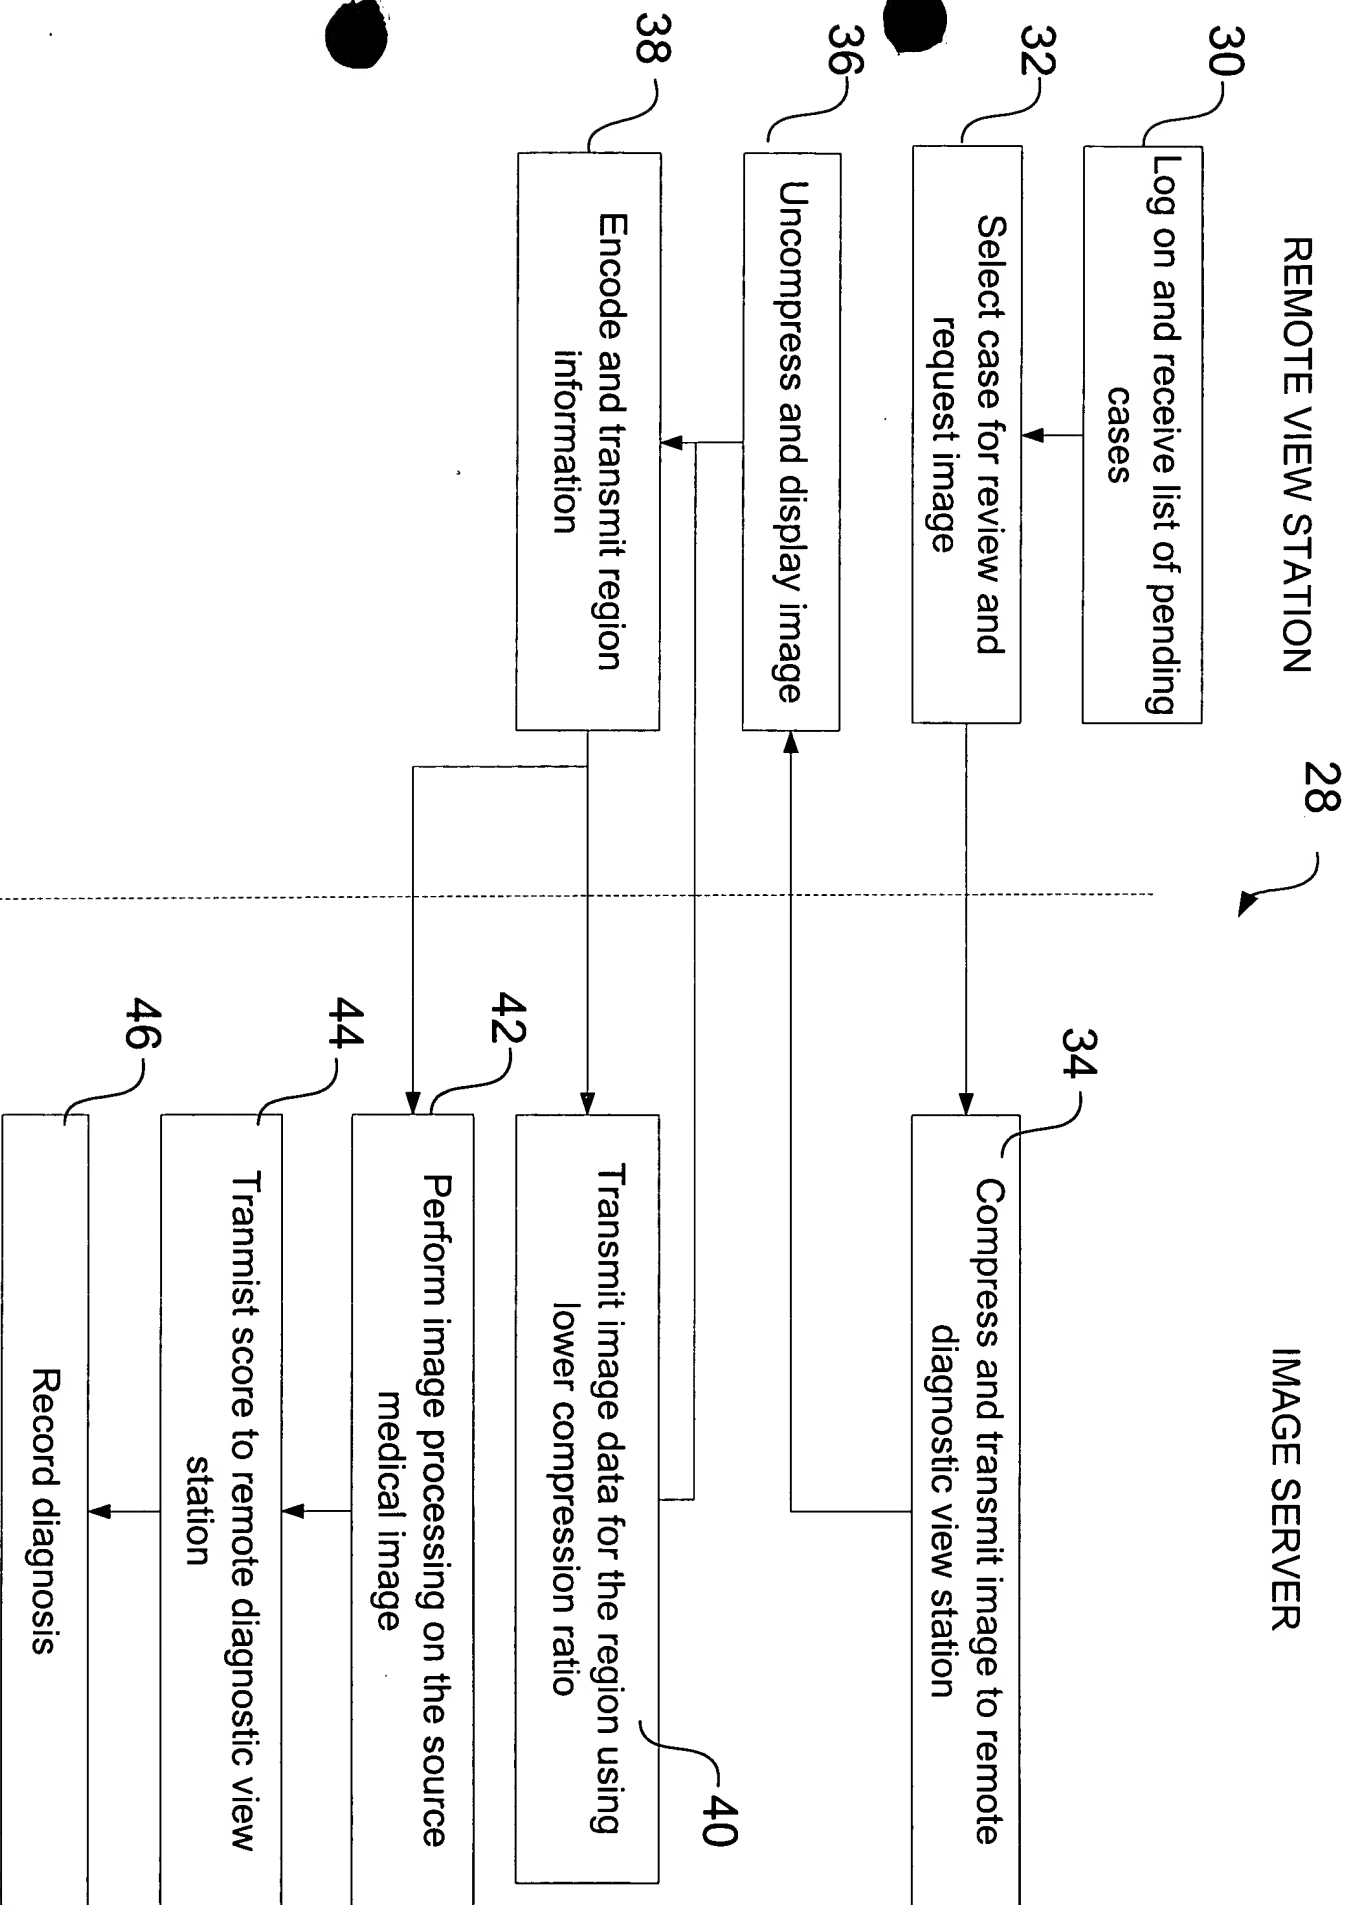 28
REMOTE VIEW STATION
IMAGE SERVER
30
Log on and receive list of pending
cases
32
Select case for review and
request image
34
Compress and transmit image to remote
diagnostic view station
36
Uncompress and display image
38
Encode and transmit region
information
40
Transmit image data for the region using
lower compression ratio
42
Perform image processing on the source
medical image
44
Tranmist score to remote diagnostic view
station
46
Record diagnosis